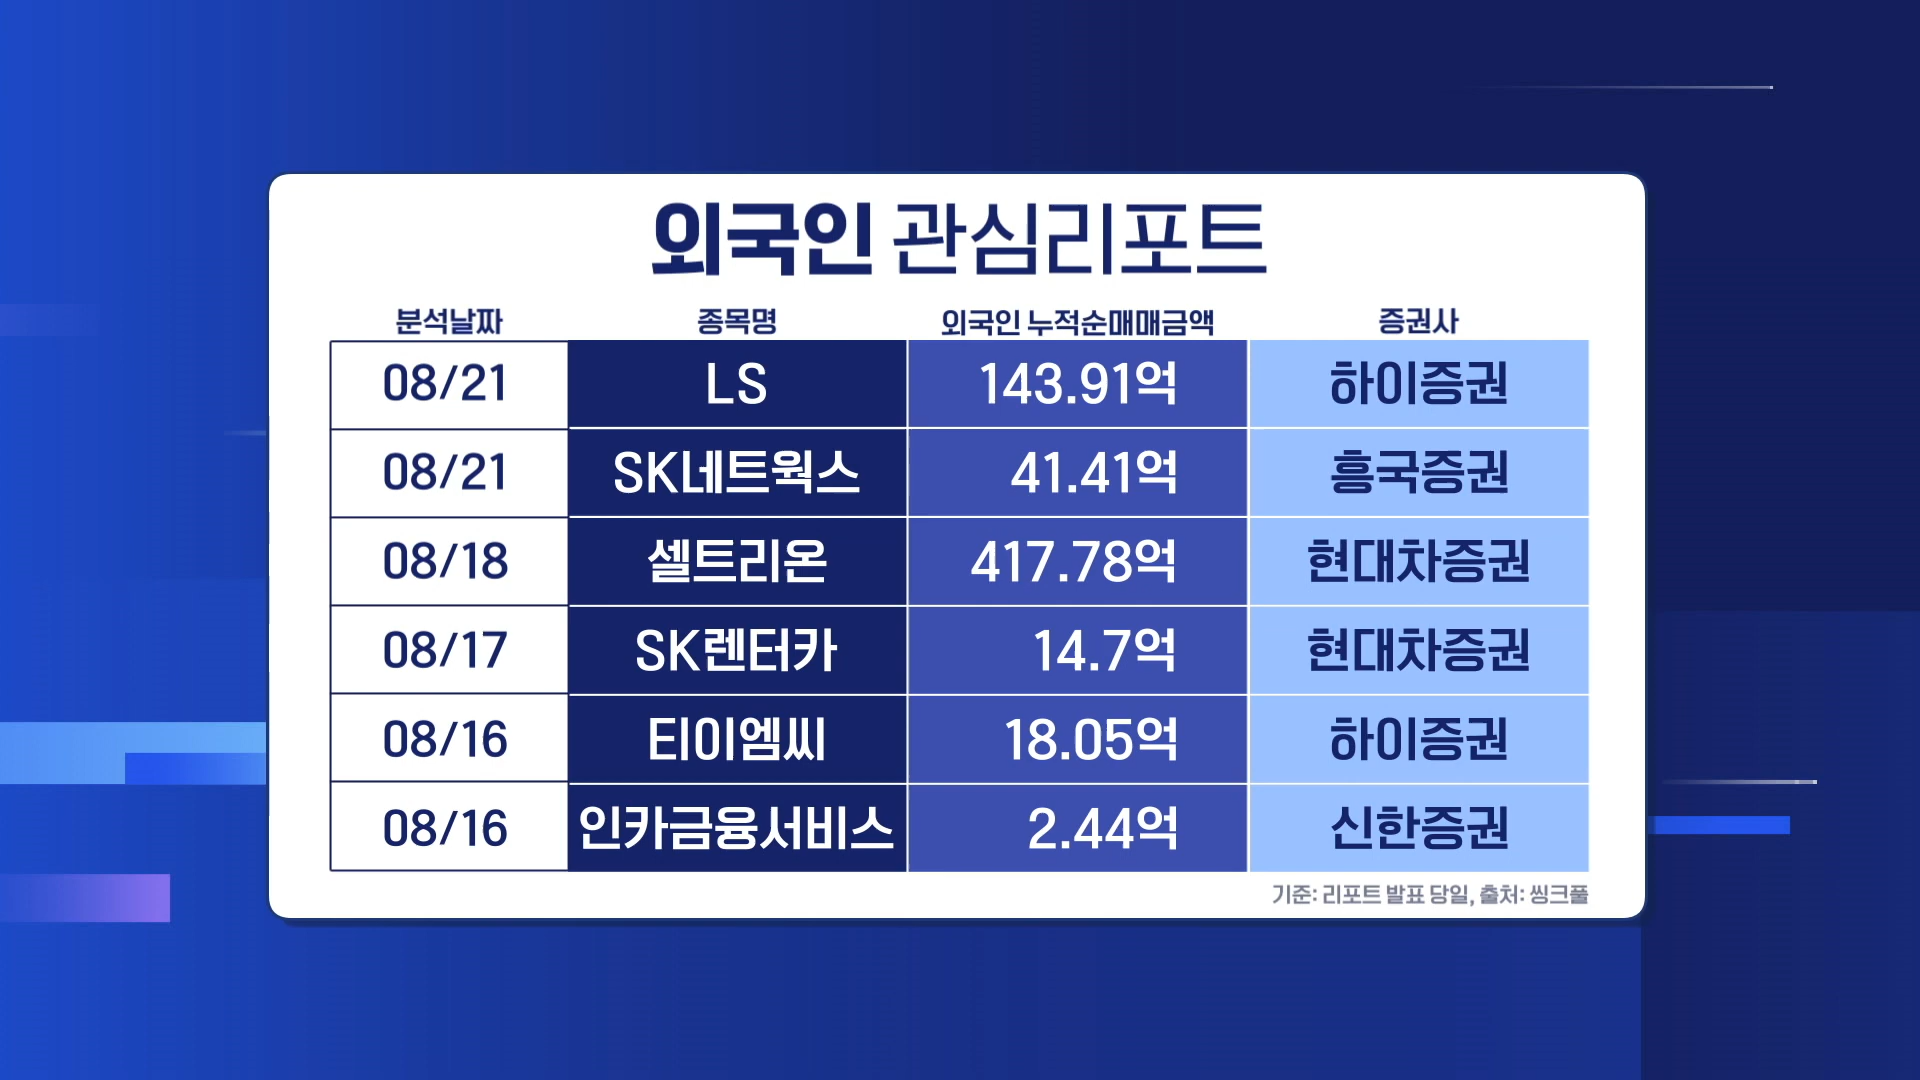 외국인 관심리포트
분석날짜 종목명 외국인 누적순매매금액 증권사
08/21 LS 143.91억 하이증권
08/21 SK네트웍스 41.41억 흥국증권
08/18 셀트리온 417.78억 현대차증권
08/17 SK렌터카 14.7억 현대차증권
08/16 티이엠씨 18.05억 하이증권
08/16 인카금융서비스 2.44억 신한증권
기준: 리포트 발표 당일, 출처: 씽크풀